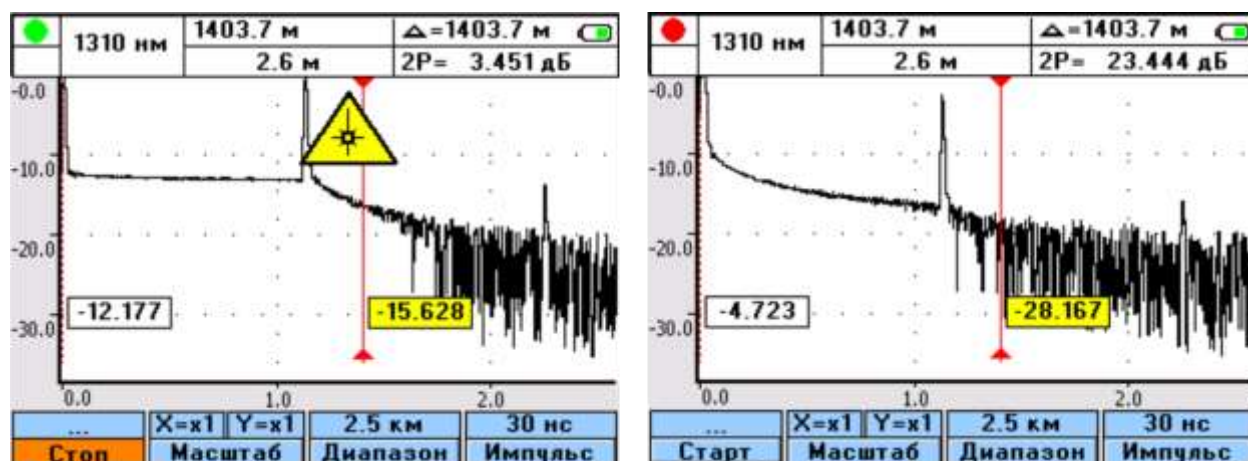 1310 нм
1403.7 м
△=1403.7 м
2.6 м
2P= 3.451 дБ
-0.0
-10.0
-20.0
-30.0
-12.177
-15.628
0.0
1.0
2.0
...
X=x1
Y=x1
2.5 км
30 нс
Стоп
Масштаб
Диапазон
Импульс
1310 нм
1403.7 м
△=1403.7 м
2.6 м
2P= 23.444 дБ
-0.0
-10.0
-20.0
-30.0
-4.723
-28.167
0.0
1.0
2.0
...
X=x1
Y=x1
2.5 км
30 нс
Старт
Масштаб
Диапазон
Импульс